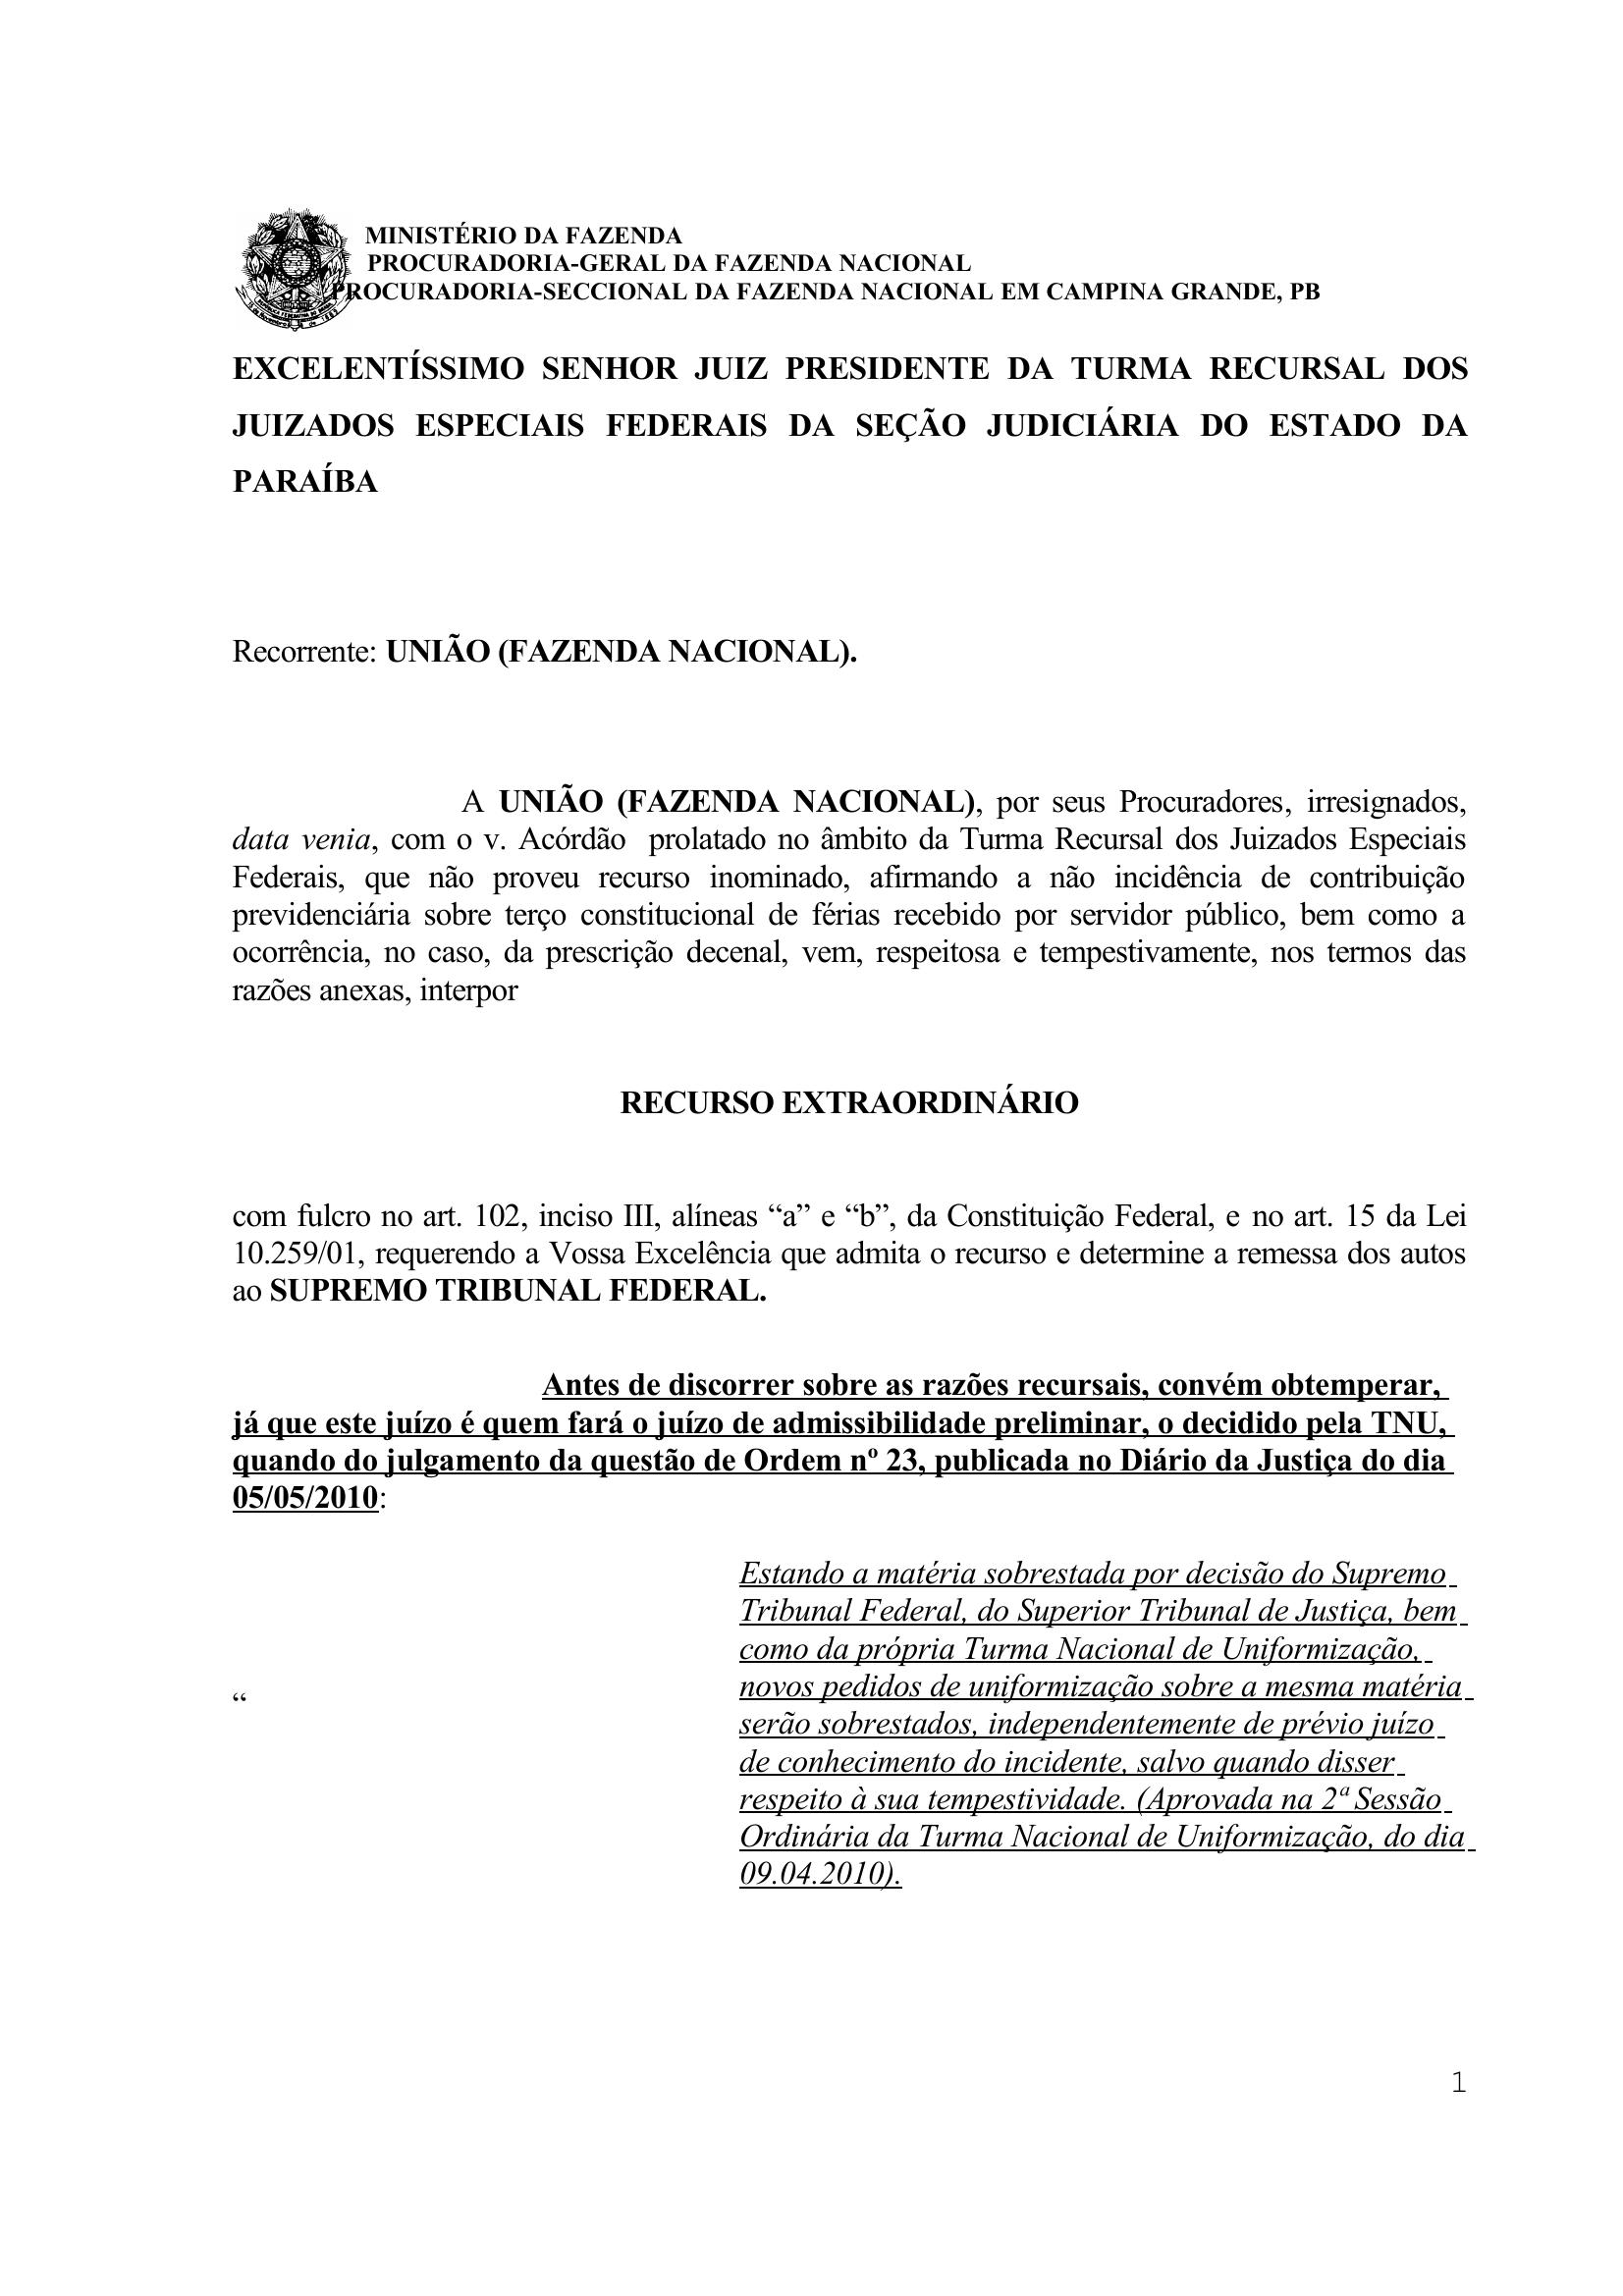 MINISTÉRIO DA FAZENDA
PROCURADORIA-GERAL DA FAZENDA NACIONAL
PROCURADORIA-SECCIONAL DA FAZENDA NACIONAL EM CAMPINA GRANDE, PB
EXCELENTÍSSIMO SENHOR JUIZ PRESIDENTE DA TURMA RECURSAL DOS
JUIZADOS ESPECIAIS FEDERAIS DA SEÇÃO JUDICIÁRIA DO ESTADO DA
PARAÍBA
Recorrente: UNIÃO (FAZENDA NACIONAL).
A UNIÃO (FAZENDA NACIONAL), por seus Procuradores, irresignados,
data venia, com o v. Acórdão prolatado no âmbito da Turma Recursal dos Juizados Especiais
Federais, que não proveu recurso inominado, afirmando a não incidência de contribuição
previdenciária sobre terço constitucional de férias recebido por servidor público, bem como a
ocorrência, no caso, da prescrição decenal, vem, respeitosa e tempestivamente, nos termos das
razões anexas, interpor
RECURSO EXTRAORDINÁRIO
com fulcro no art. 102, inciso III, alíneas “a” e “b”, da Constituição Federal, e no art. 15 da Lei
10.259/01, requerendo a Vossa Excelência que admita o recurso e determine a remessa dos autos
ao SUPREMO TRIBUNAL FEDERAL.
Antes de discorrer sobre as razões recursais, convém obtemperar,
já que este juízo é quem fará o juízo de admissibilidade preliminar, o decidido pela TNU,
quando do julgamento da questão de Ordem nº 23, publicada no Diário da Justiça do dia
05/05/2010:
Estando a matéria sobrestada por decisão do Supremo
Tribunal Federal, do Superior Tribunal de Justiça, bem
como da própria Turma Nacional de Uniformização,
“
novos pedidos de uniformização sobre a mesma matéria
serão sobrestados, independentemente de prévio juízo
de conhecimento do incidente, salvo quando disser
respeito à sua tempestividade. (Aprovada na 2ª Sessão
Ordinária da Turma Nacional de Uniformização, do dia
09.04.2010).
1